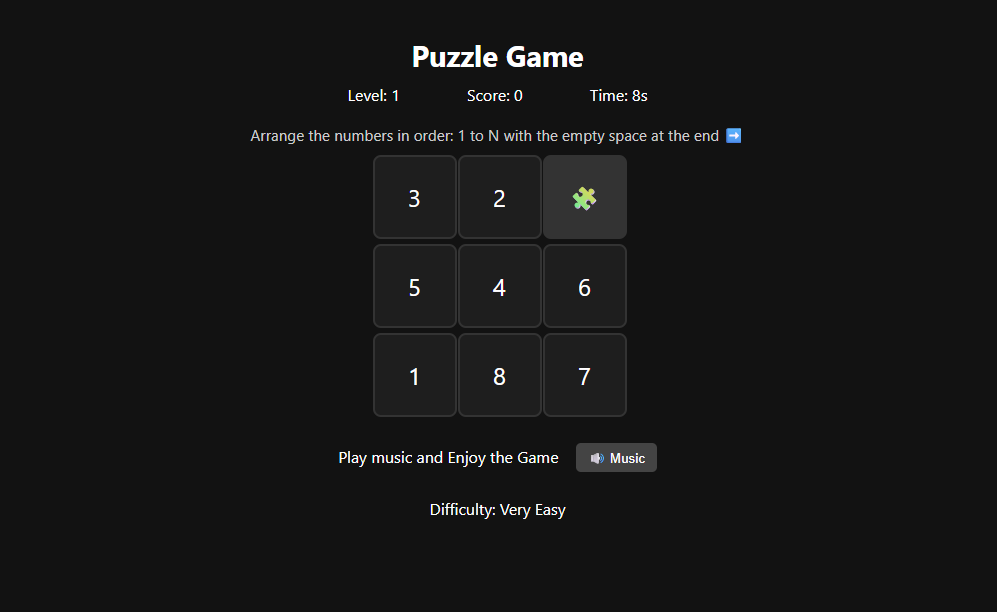 Puzzle Game
Level: 1 Score: 0 Time: 8s
Arrange the numbers in order: 1 to N with the empty space at the end ➡️
3 2 🧩
5 4 6
1 8 7
Play music and Enjoy the Game 🔊 Music
Difficulty: Very Easy